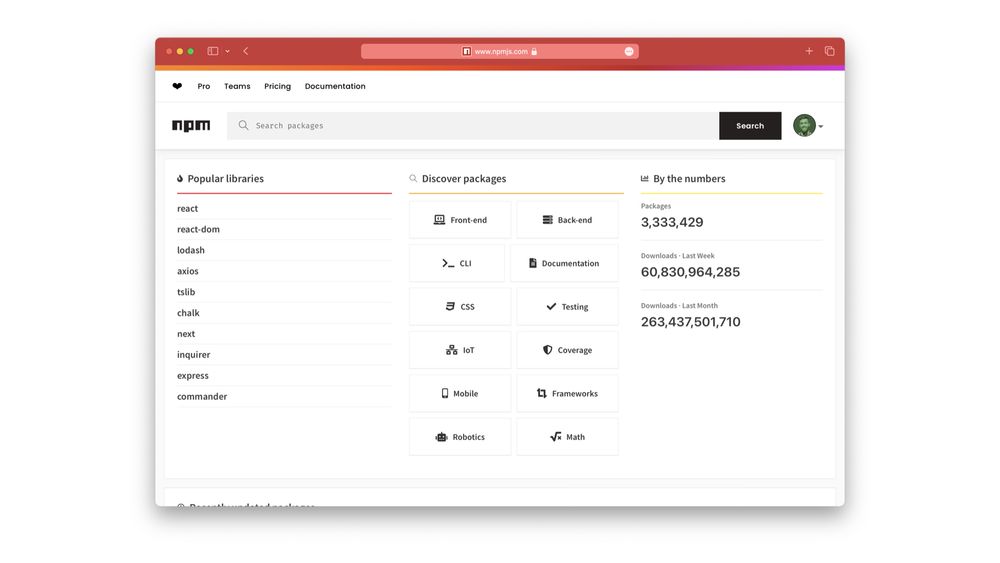 www.npmjs.com
Pro Teams Pricing Documentation
npm
Search packages
Search
Popular libraries
react
react-dom
lodash
axios
tslib
chalk
next
inquirer
express
commander
Discover packages
Front-end Back-end
CLI Documentation
CSS Testing
IoT Coverage
Mobile Frameworks
Robotics Math
By the numbers
Packages
3,333,429
Downloads · Last Week
60,830,964,285
Downloads · Last Month
263,437,501,710
Recently updated packages